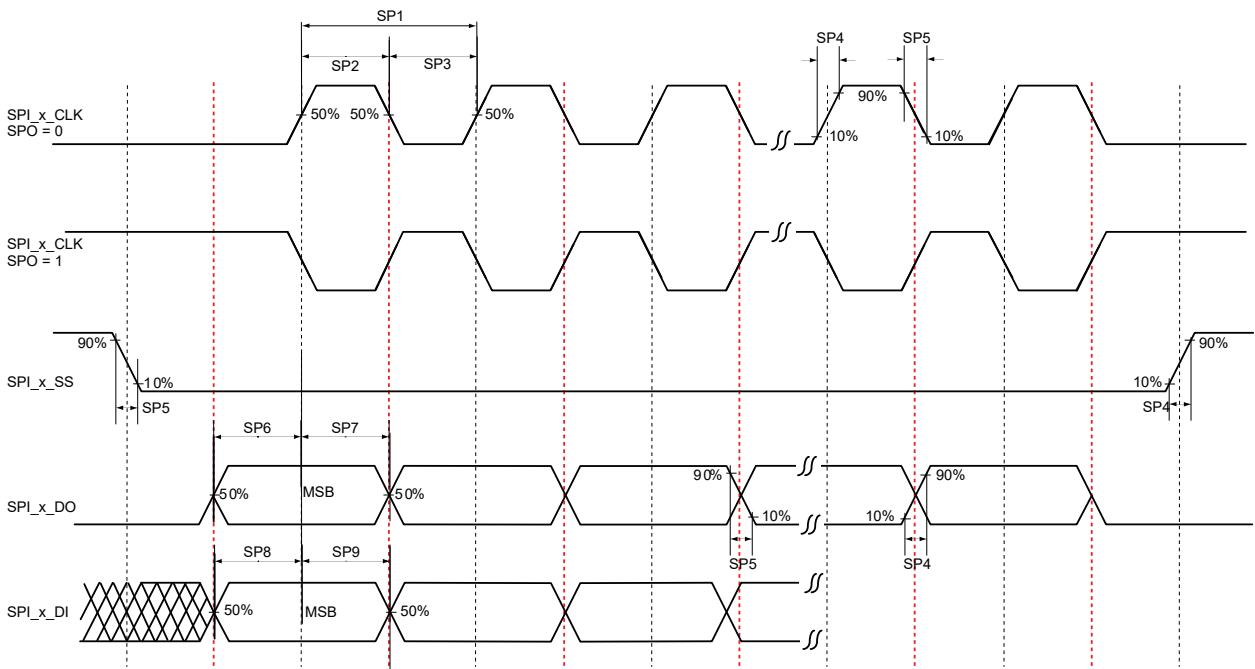 SP1
SP4
SP5
SP2
SP3
SPI_x_CLK
SPO = 0
50%
50%
50%
90%
10%
10%
SPI_x_CLK
SPO = 1
90%
90%
SPI_x_SS
10%
10%
SP5
SP4
SP6
SP7
90%
90%
50%
MSB
50%
SPI_x_DO
10%
10%
SP8
SP9
SP5
SP4
SPI_x_DI
50%
MSB
50%